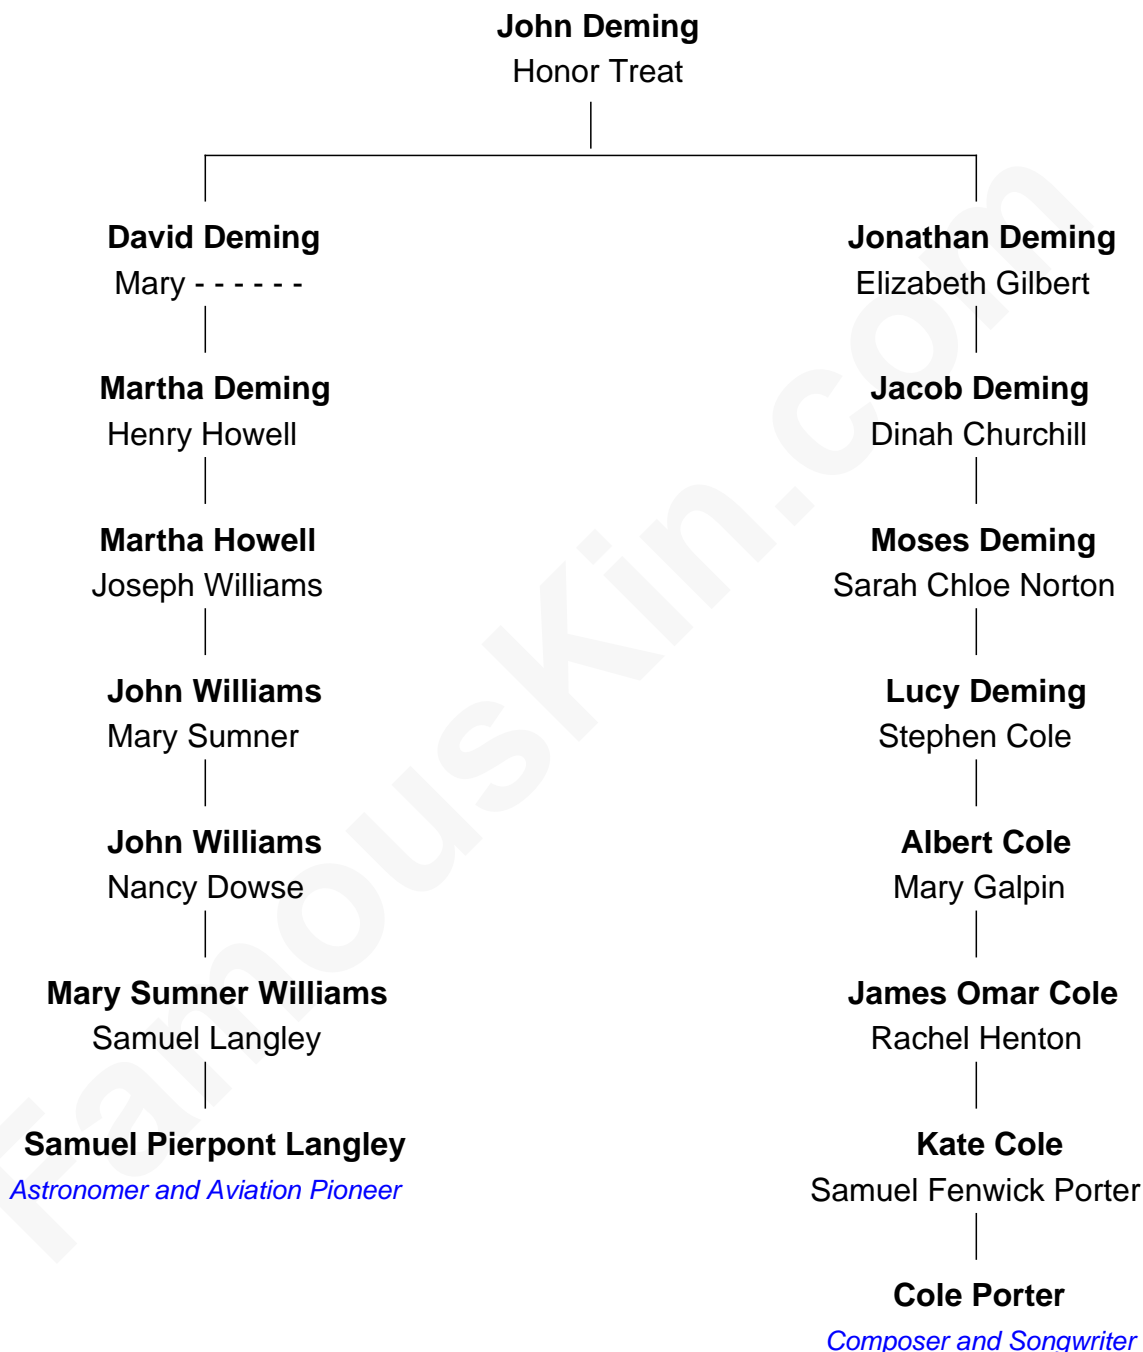 John Deming
Honor Treat
David Deming
Mary - - - - - -
Martha Deming
Henry Howell
Martha Howell
Joseph Williams
John Williams
Mary Sumner
John Williams
Nancy Dowse
Mary Sumner Williams
Samuel Langley
Samuel Pierpont Langley
Astronomer and Aviation Pioneer
Jonathan Deming
Elizabeth Gilbert
Jacob Deming
Dinah Churchill
Moses Deming
Sarah Chloe Norton
Lucy Deming
Stephen Cole
Albert Cole
Mary Galpin
James Omar Cole
Rachel Henton
Kate Cole
Samuel Fenwick Porter
Cole Porter
Composer and Songwriter
FamousKin.com